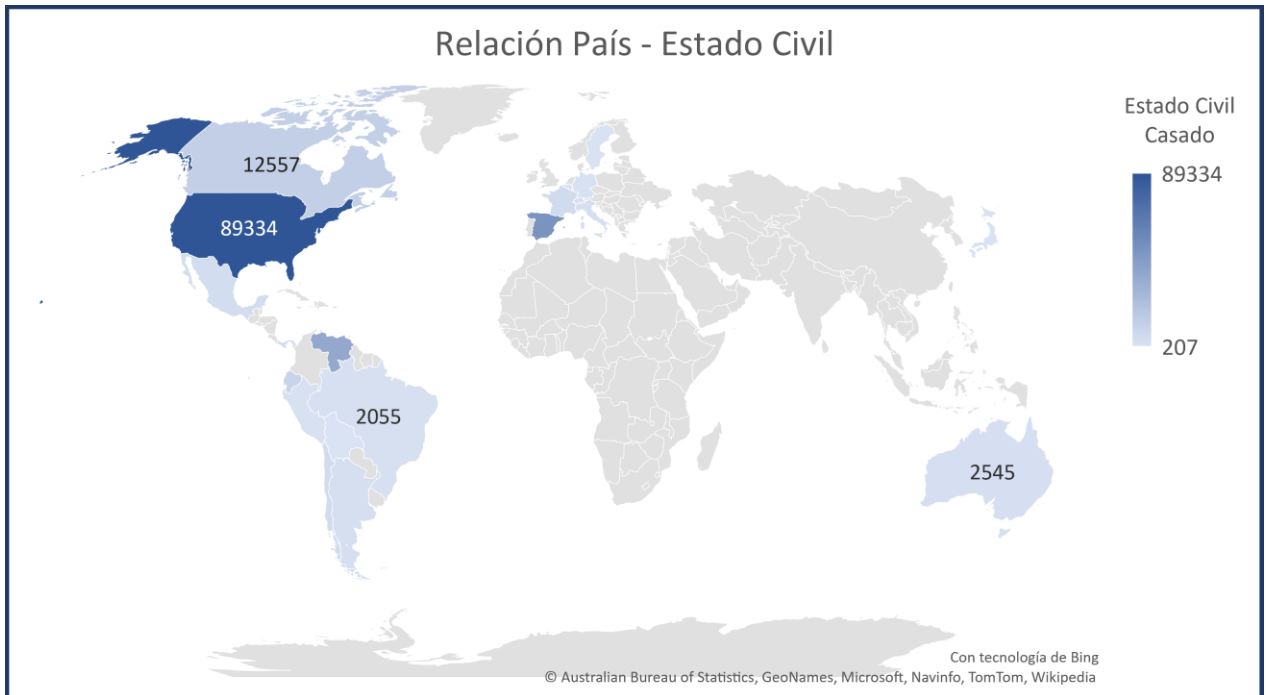 Relación País - Estado Civil
Estado Civil
Casado
89334
207
12557
89334
2055
2545
Con tecnología de Bing
© Australian Bureau of Statistics, GeoNames, Microsoft, Navinfo, TomTom, Wikipedia